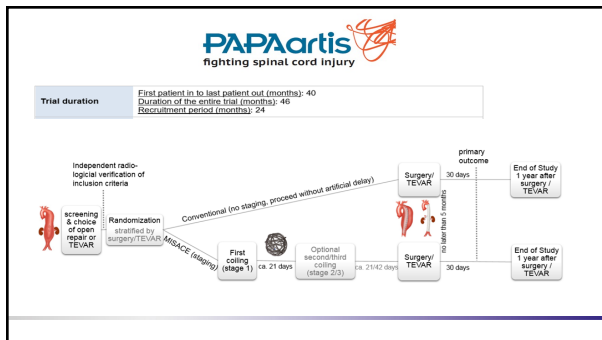 PAPAartis
fighting spinal cord injury
Trial duration
First patient in to last patient out (months): 40
Duration of the entire trial (months): 46
Recruitment period (months): 24
Independent radio-
logicial verification of
inclusion criteria
screening
& choice
of open
repair or
TEVAR
Randomization
stratified by
surgery/TEVAR
Conventional (no staging, proceed without artificial delay)
Surgery/
TEVAR
30 days
primary
outcome
End of Study
1 year after
surgery /
TEVAR
MISACE (staging)
First
coiling
(stage 1)
ca. 21 days
Optional
second/third
coiling
(stage 2/3)
ca. 21/42 days
no later than 5 months
Surgery/
TEVAR
30 days
End of Study
1 year after
surgery /
TEVAR